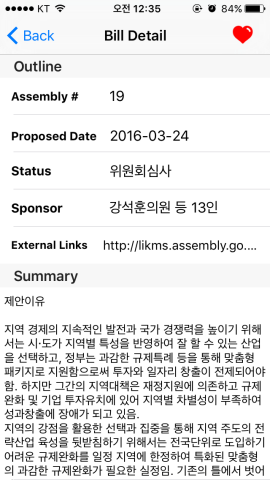 ●●●●● KT 오전 12:35 84%
Back Bill Detail
Outline
Assembly # 19
Proposed Date 2016-03-24
Status 위원회심사
Sponsor 강석훈의원 등 13인
External Links http://likms.assembly.go....
Summary
제안이유
지역 경제의 지속적인 발전과 국가 경쟁력을 높이기 위해
서는 시·도가 지역별 특성을 반영하여 잘 할 수 있는 산업
을 선택하고, 정부는 과감한 규제특례 등을 통해 맞춤형
패키지로 지원함으로써 투자와 일자리 창출이 전제되어야
함. 하지만 그간의 지역대책은 재정지원에 의존하고 규제
완화 및 기업 투자유치에 있어 지역별 차별성이 부족하여
성과창출에 장애가 되고 있음.
지역의 강점을 활용한 선택과 집중을 통해 지역 주도의 전
략산업 육성을 뒷받침하기 위해서는 전국단위로 도입하기
어려운 규제완화를 일정 지역에 한정하여 특화된 맞춤형
의 과감한 규제완화가 필요한 실정임. 기존의 틀에서 벗어